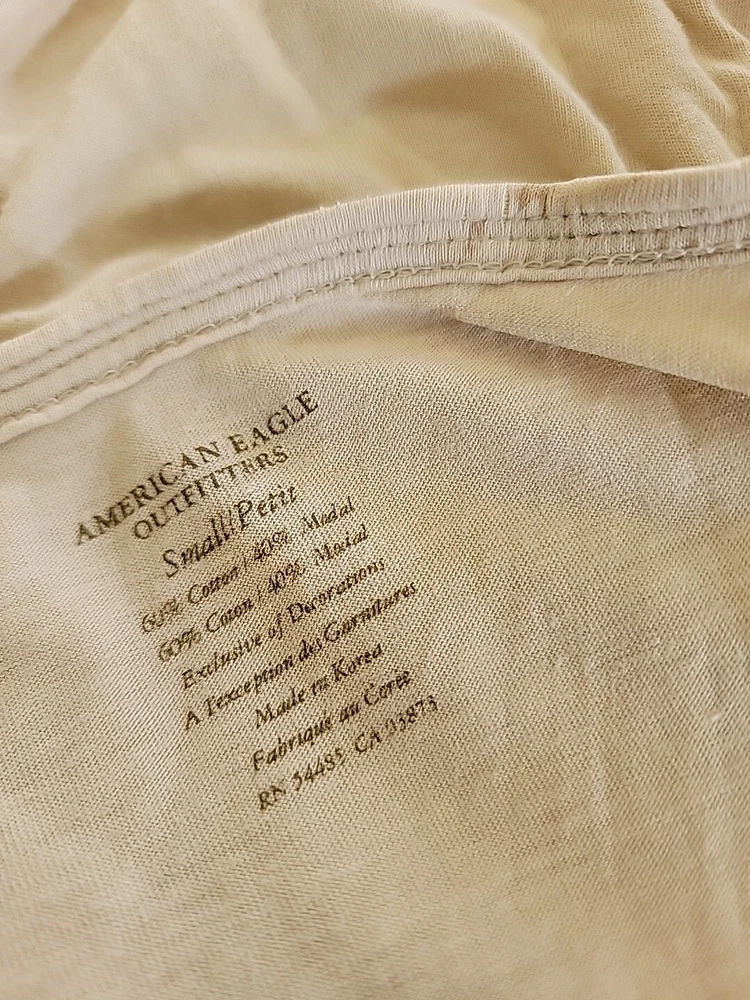 AMERICAN EAGLE
OUTFITTERS
Small/Petit
60% Cotton / 40% Modal
60% Coton / 40% Modal
Exclusive of Decorations
A l'exception des Garnitures
Made in Korea
Fabriqué au Corée
RN 54485 CA 03873